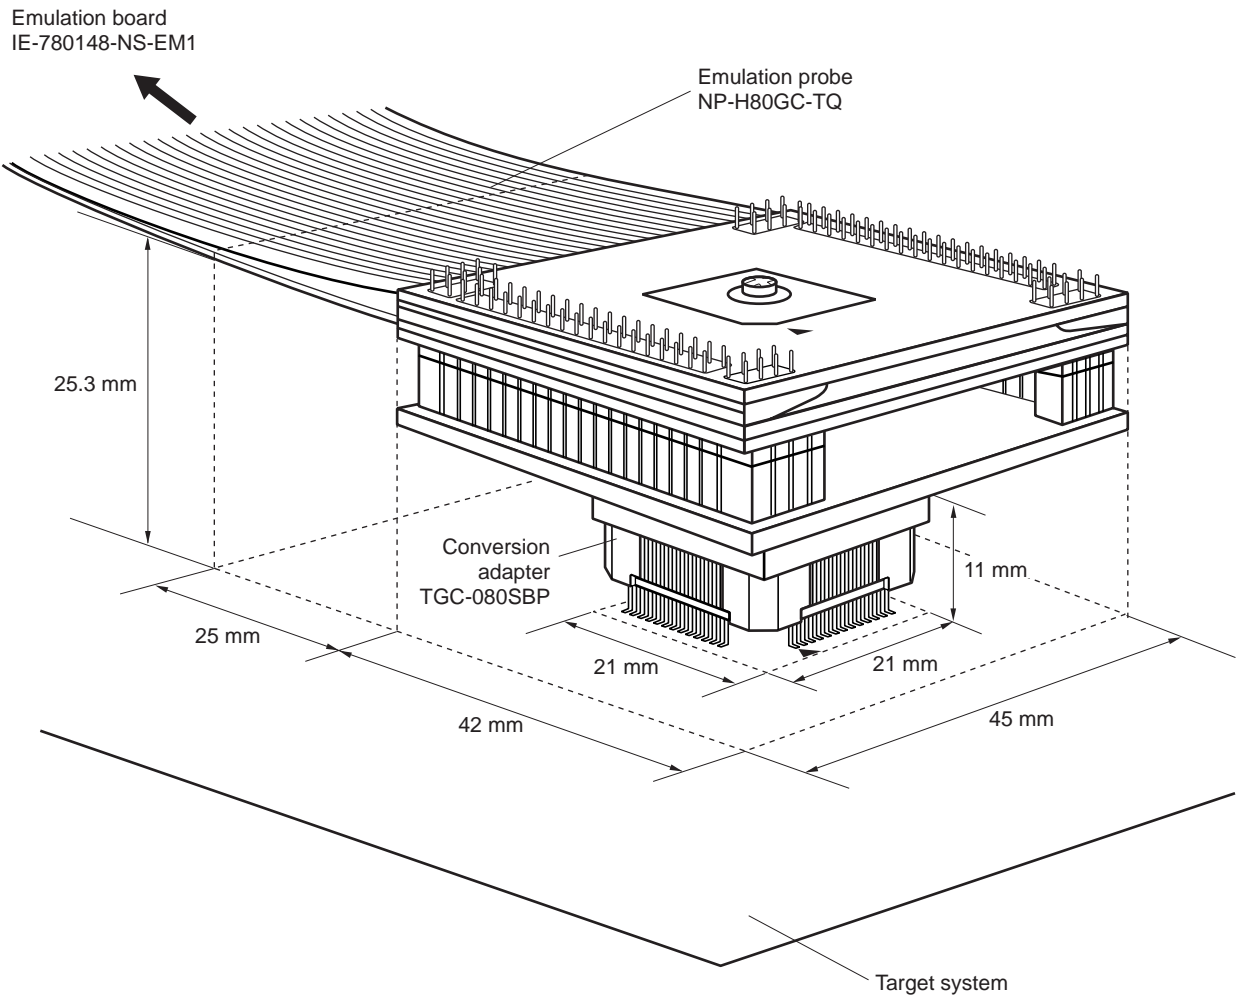 Emulation board
IE-780148-NS-EM1
Emulation probe
NP-H80GC-TQ
25.3 mm
Conversion
adapter
TGC-080SBP
11 mm
25 mm
21 mm
21 mm
42 mm
45 mm
Target system